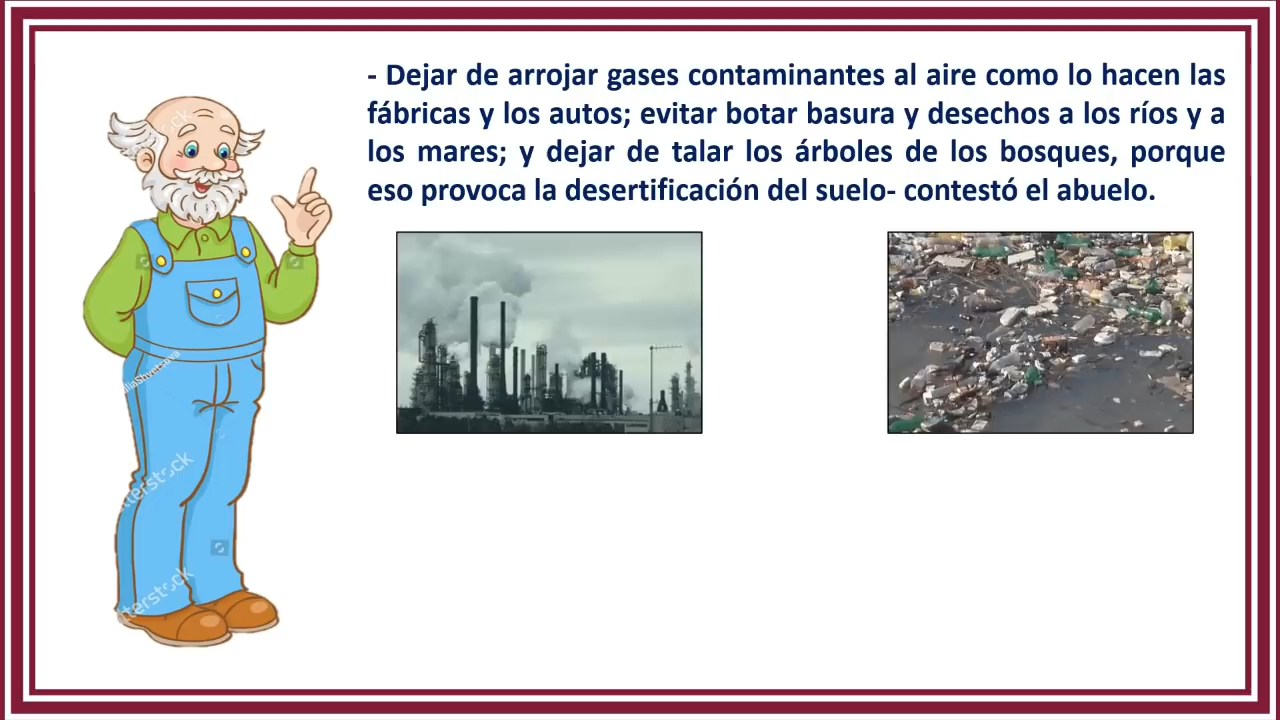 - Dejar de arrojar gases contaminantes al aire como lo hacen las
fábricas y los autos; evitar botar basura y desechos a los ríos y a
los mares; y dejar de talar los árboles de los bosques, porque
eso provoca la desertificación del suelo- contestó el abuelo.